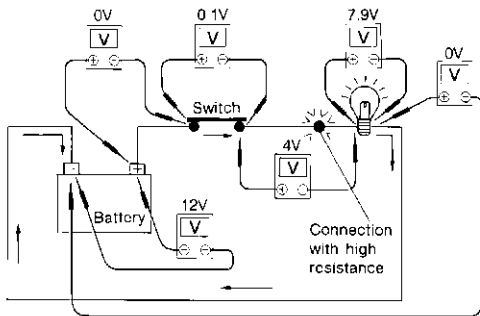 0V
V
0.1V
V
7.9V
V
0V
V
Switch
4V
V
Battery
12V
V
Connection
with high
resistance